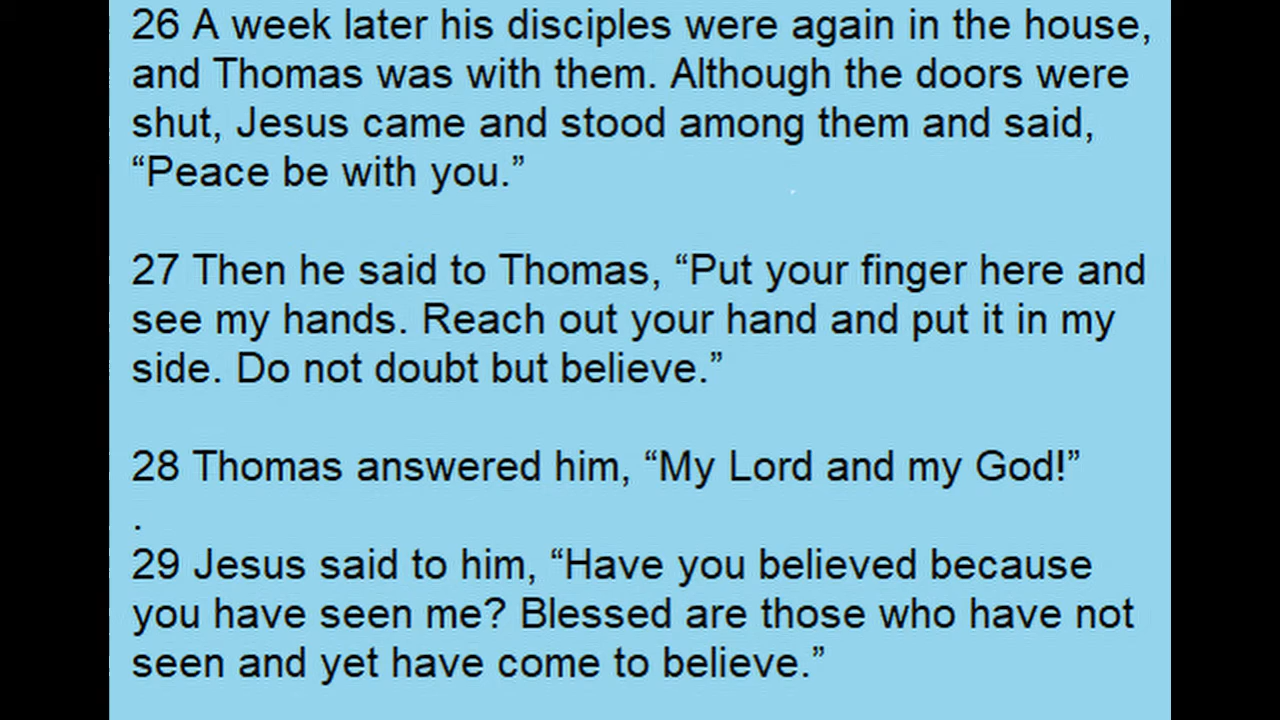 26 A week later his disciples were again in the house,
and Thomas was with them. Although the doors were
shut, Jesus came and stood among them and said,
“Peace be with you.”
27 Then he said to Thomas, “Put your finger here and
see my hands. Reach out your hand and put it in my
side. Do not doubt but believe.”
28 Thomas answered him, “My Lord and my God!”
.
29 Jesus said to him, “Have you believed because
you have seen me? Blessed are those who have not
seen and yet have come to believe.”